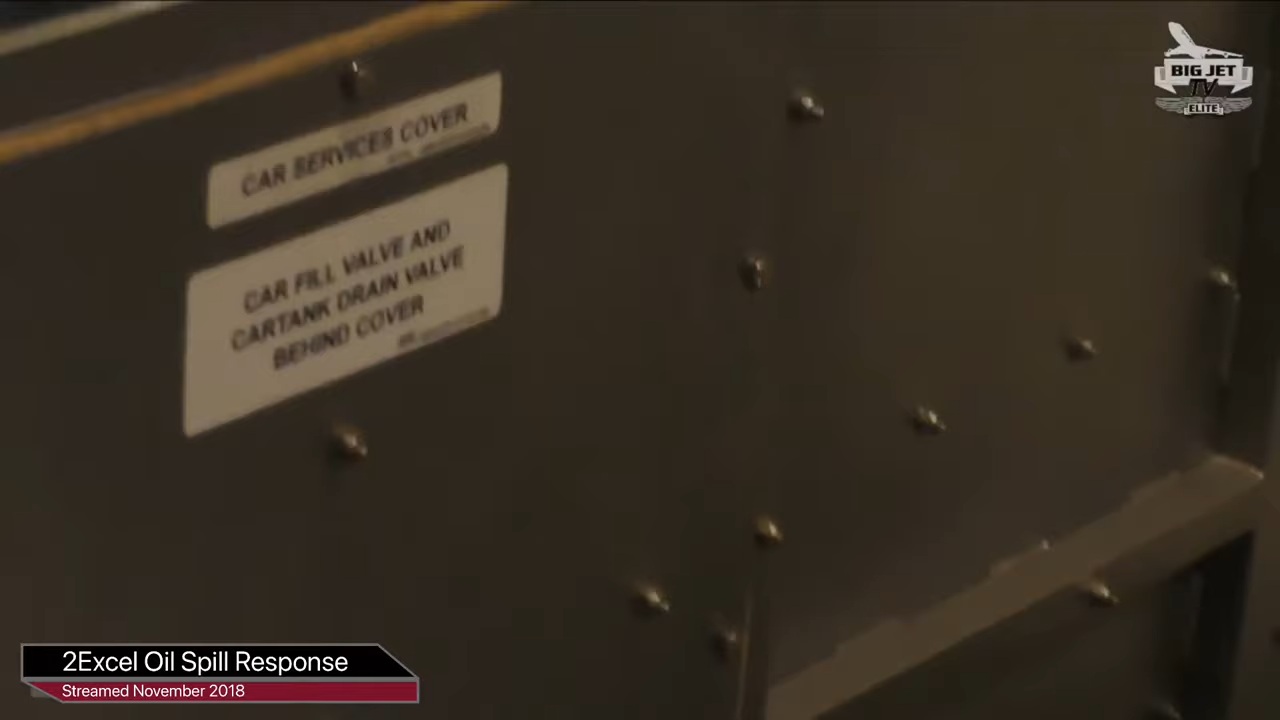 BIG JET
TV
ELITE
CAR SERVICES COVER
CAR FILL VALVE AND
CARTANK DRAIN VALVE
BEHIND COVER
2Excel Oil Spill Response
Streamed November 2018